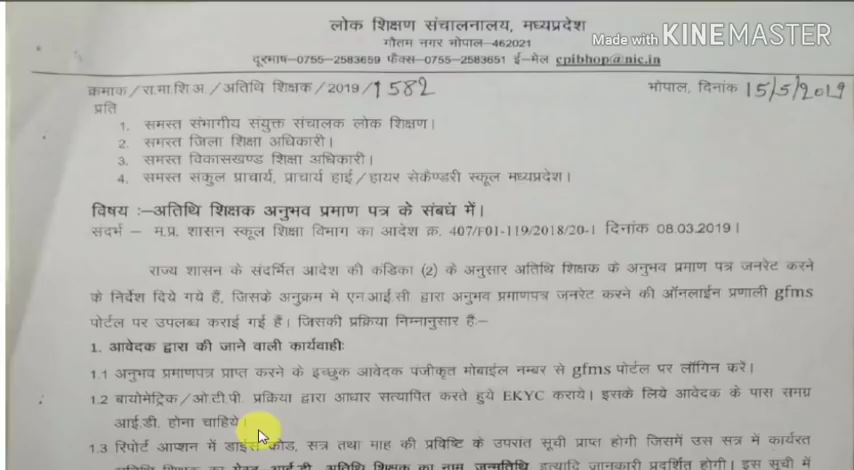 लोक शिक्षण संचालनालय, मध्यप्रदेश
गौतम नगर भोपाल–462021
Made with KINEMASTER
दूरभाष–0755–2583659 फैक्स–0755–2583651 ई–मेल cpibhop@nic.in
क्रमाक/रा.मा.शि.अ./अतिथि शिक्षक/2019/1582 भोपाल, दिनांक 15/5/2019
प्रति
1. समस्त संभागीय संयुक्त संचालक लोक शिक्षण।
2. समस्त जिला शिक्षा अधिकारी।
3. समस्त विकासखण्ड शिक्षा अधिकारी।
4. समस्त सकुल प्राचार्य, प्राचार्य हाई/हायर सेकैण्डरी स्कूल मध्यप्रदेश।
विषय :–अतिथि शिक्षक अनुभव प्रमाण पत्र के संबघं में।
संदर्भ – म.प्र. शासन स्कूल शिक्षा विभाग का आदेश क्र. 407/F01-119/2018/20-1 दिनांक 08.03.2019।
राज्य शासन के संदर्भित आदेश की कंडिका (2) के अनुसार अतिथि शिक्षक के अनुभव प्रमाण पत्र जनरेट करने
के निर्देश दिये गये हैं, जिसके अनुक्रम मे एन.आई.सी द्वारा अनुभव प्रमाणपत्र जनरेट करने की ऑनलाईन प्रणाली gfms
पोर्टल पर उपलब्ध कराई गई है। जिसकी प्रक्रिया निम्नानुसार हैः–
1. आवेदक द्वारा की जाने वाली कार्यवाहीः
1.1 अनुभव प्रमाणपत्र प्राप्त करने के इच्छुक आवेदक पजीकृत मोबाईल नम्बर से gfms पोर्टल पर लॉगिन करें।
1.2 बायोमेट्रिक/ओ.टी.पी. प्रक्रिया द्वारा आधार सत्यापित करते हुये EKYC कराये। इसके लिये आवेदक के पास समग्र
आई.डी. होना चाहिये।
1.3 रिपोर्ट आप्शन में डाईस कोड, सत्र तथा माह की प्रविष्टि के उपरात सूची प्राप्त होगी जिसमें उस सत्र में कार्यरत
अतिथि शिक्षक का आई.डी. अतिथि शिक्षक का नाम जन्मतिथि इत्यादि जानकारी प्रदर्शित होगी। इस सूची में